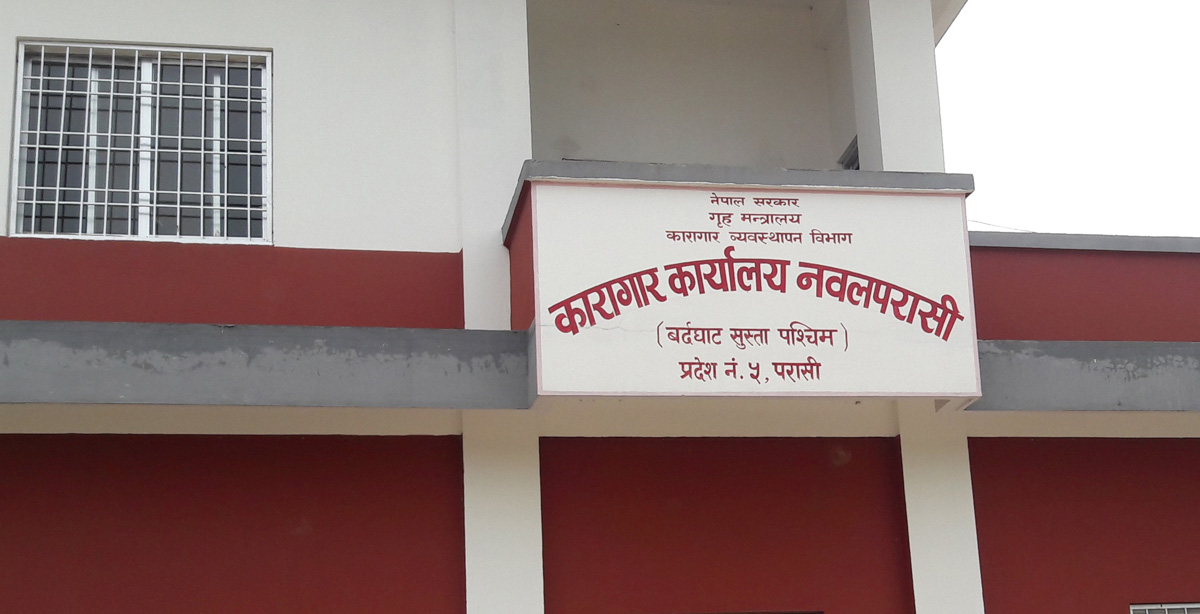 नेपाल सरकार
गृह मन्त्रालय
कारागार व्यवस्थापन विभाग
कारागार कार्यालय नवलपरासी
(बर्दघाट सुस्ता पश्चिम)
प्रदेश नं. ५, परासी